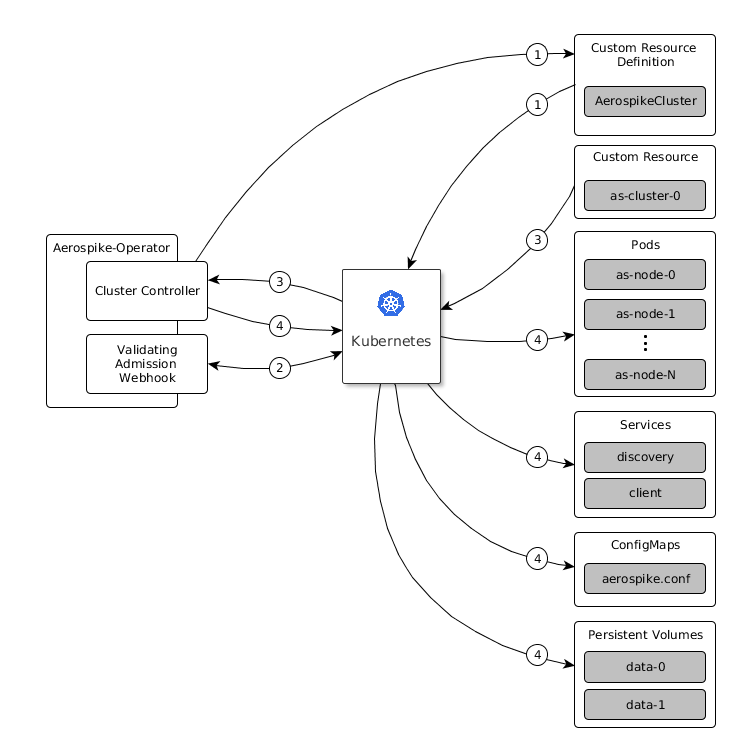 1
Custom Resource
Definition
AerospikeCluster
1
Custom Resource
as-cluster-0
3
Aerospike-Operator
Cluster Controller
Validating
Admission
Webhook
3
4
2
Kubernetes
Pods
as-node-0
as-node-1
as-node-N
4
Services
discovery
client
4
ConfigMaps
aerospike.conf
4
Persistent Volumes
data-0
data-1
4